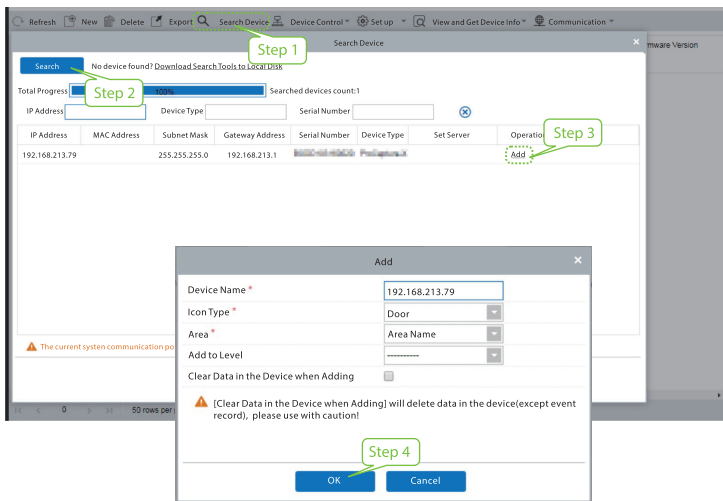 Refresh New Delete Export Search Device Device Control Set up View and Get Device Info Communication
Step 1
Search Device
mware Version
Search No device found? Download Search Tools to Local Disk
Step 2
Total Progress 100% Searched devices count:1
IP Address Device Type Serial Number
IP Address MAC Address Subnet Mask Gateway Address Serial Number Device Type Set Server Operation
Step 3
192.168.213.79 255.255.255.0 192.168.213.1 Add
Add
Device Name * 192.168.213.79
Icon Type * Door
Area * Area Name
Add to Level ----------
Clear Data in the Device when Adding
The current systen communication po
[Clear Data in the Device when Adding] will delete data in the device(except event
record), please use with caution!
0 50 rows per
Step 4
OK Cancel